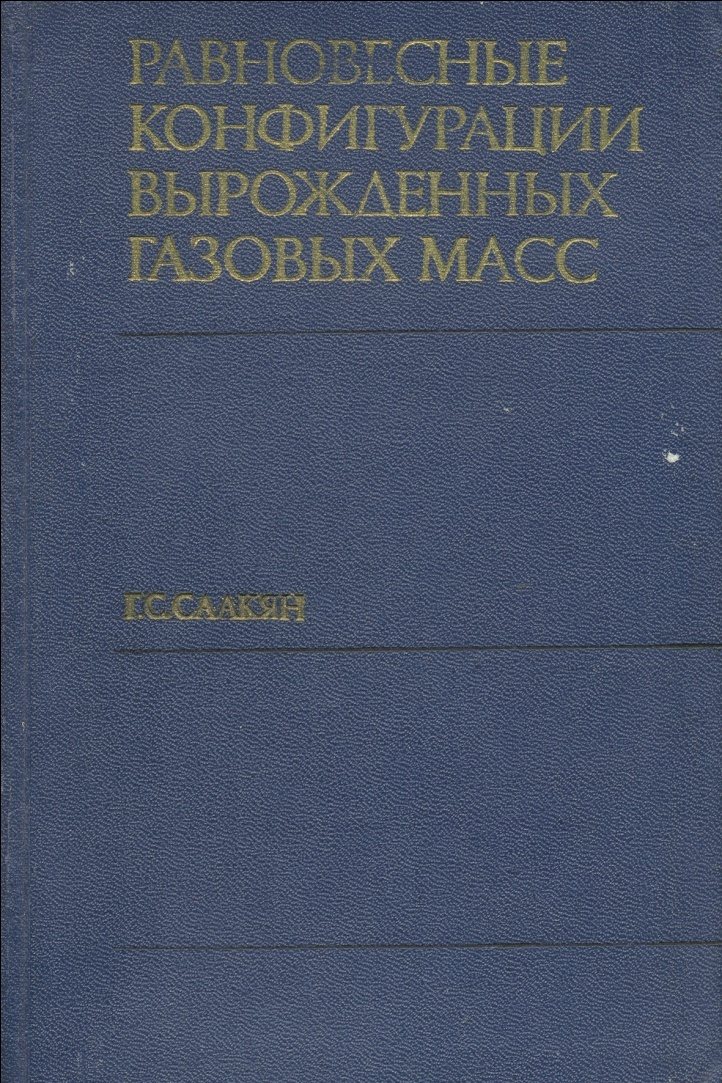 РАВНОВЕСНЫЕ
КОНФИГУРАЦИИ
ВЫРОЖДЕННЫХ
ГАЗОВЫХ МАСС
Г.С.СААКЯН